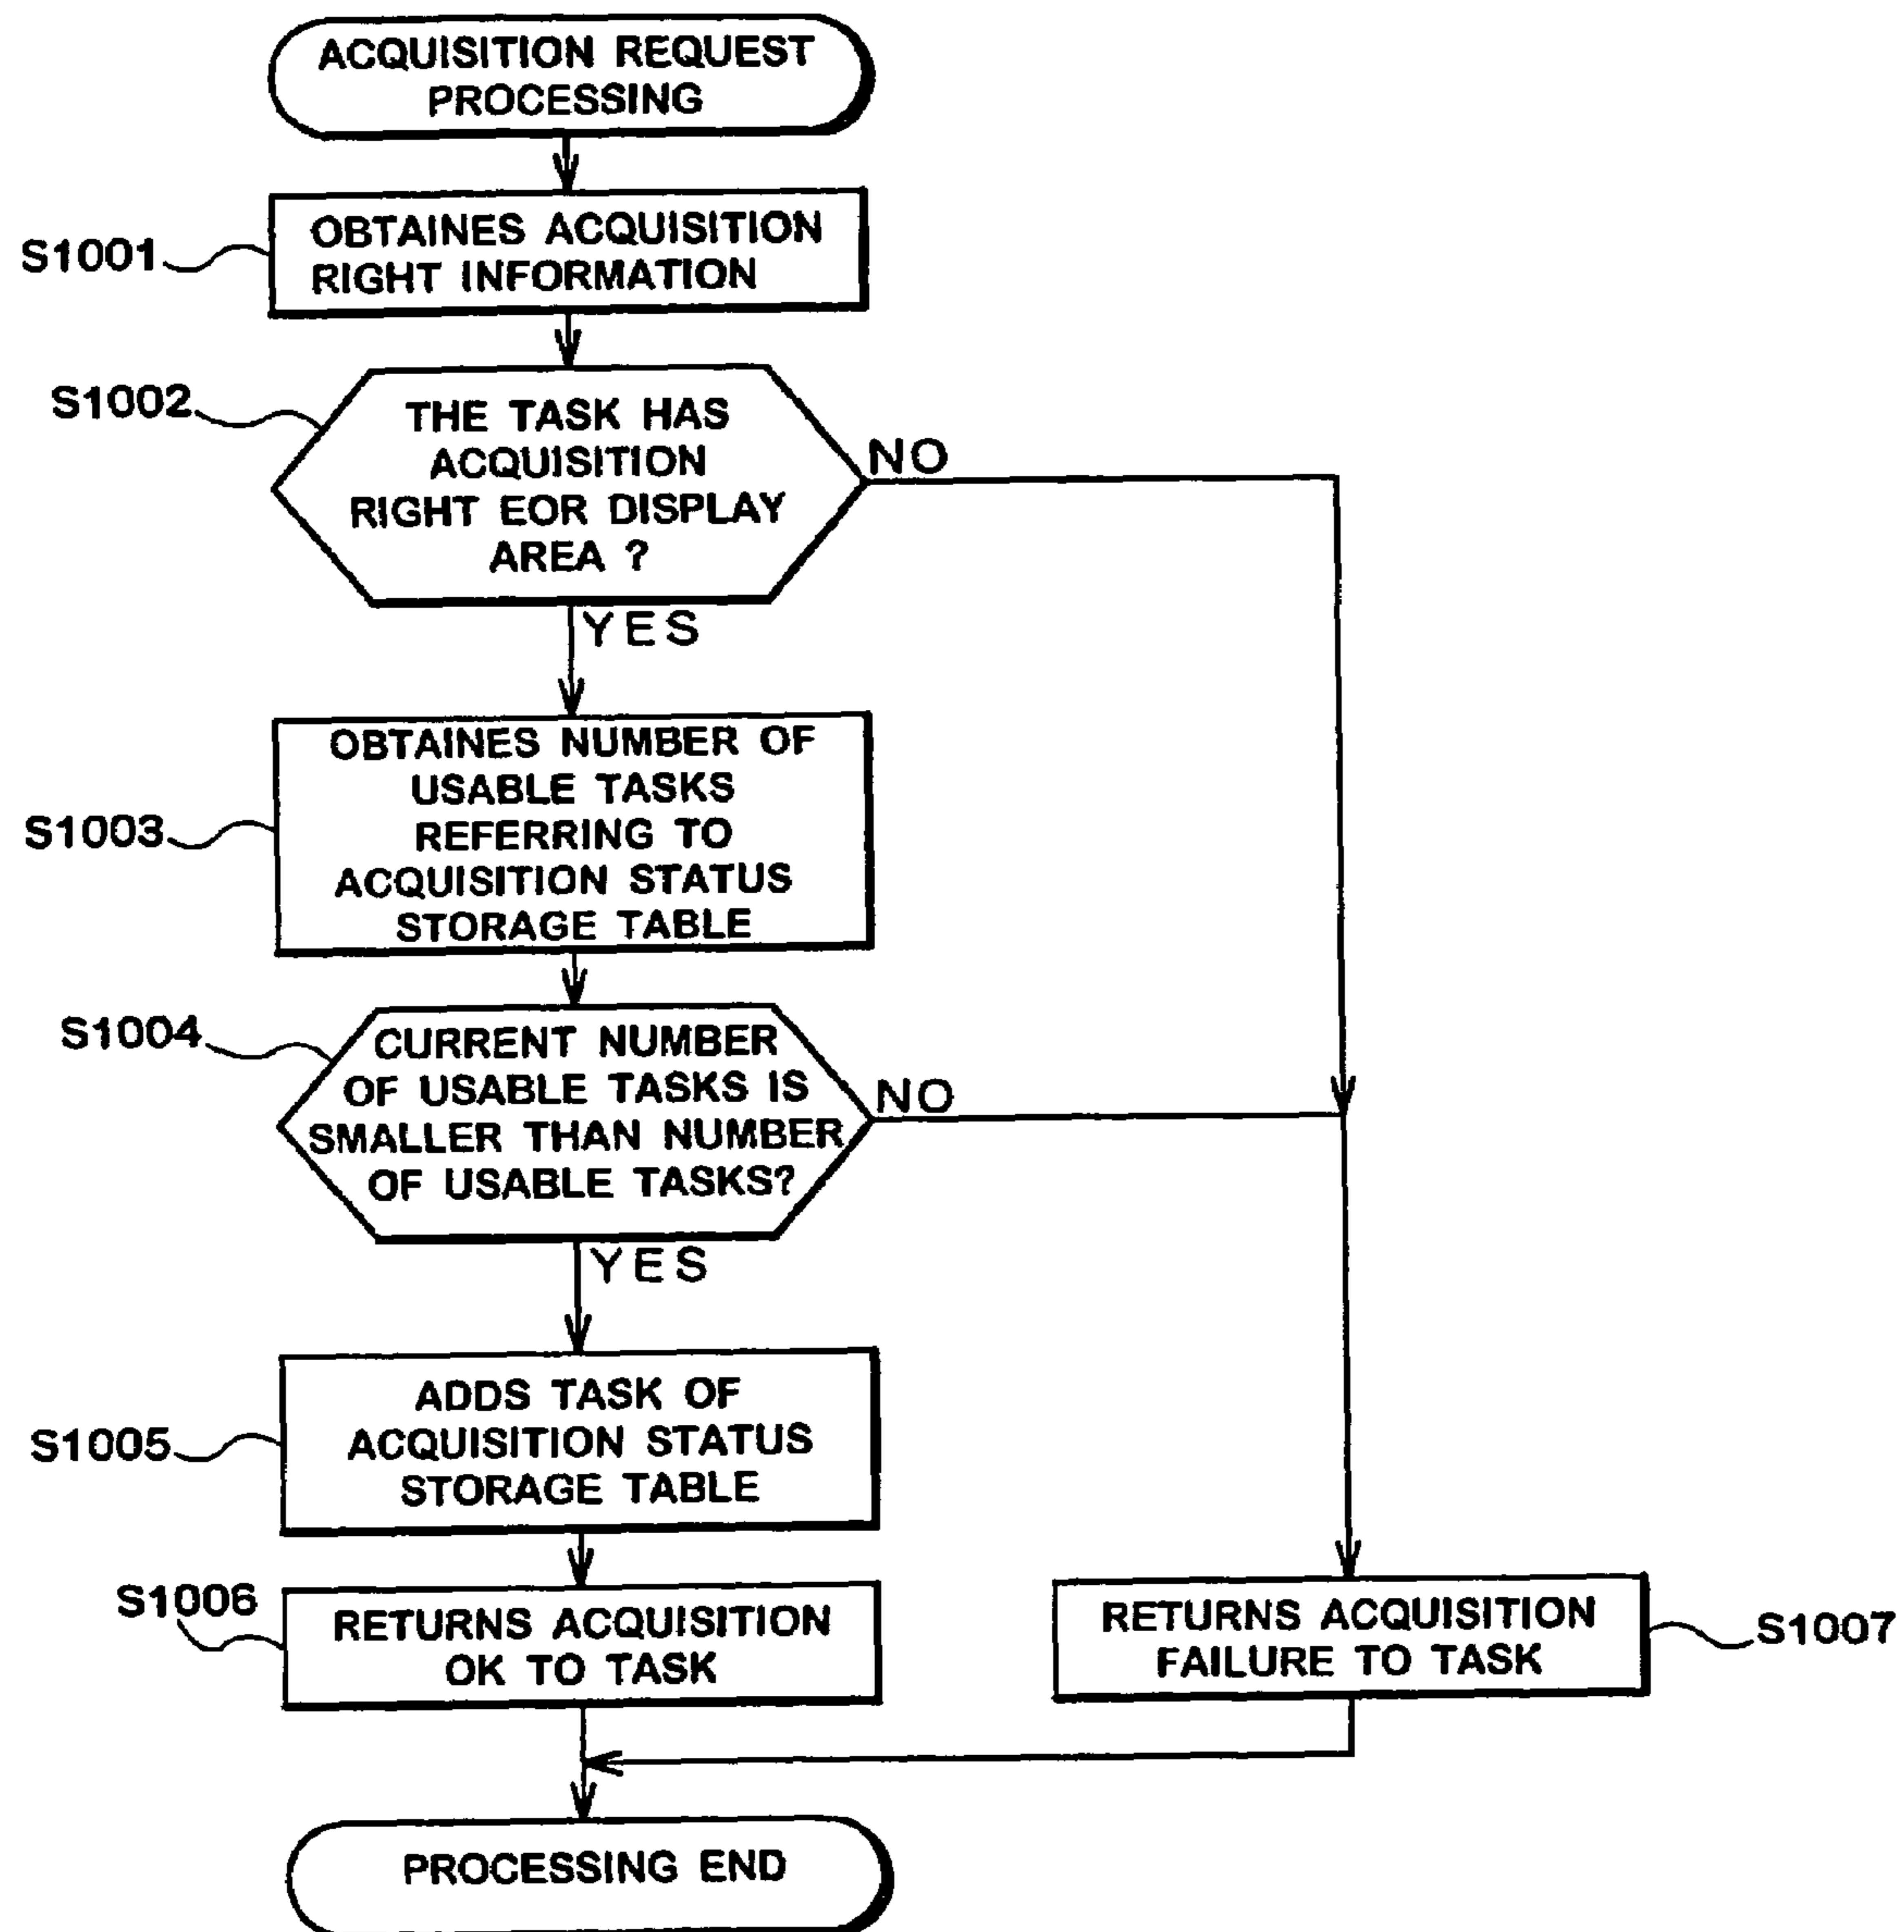 ACQUISITION REQUEST
PROCESSING
S1001
OBTAINES ACQUISITION
RIGHT INFORMATION
S1002
THE TASK HAS
ACQUISITION
RIGHT EOR DISPLAY
AREA ?
NO
YES
S1003
OBTAINES NUMBER OF
USABLE TASKS
REFERRING TO
ACQUISITION STATUS
STORAGE TABLE
S1004
CURRENT NUMBER
OF USABLE TASKS IS
SMALLER THAN NUMBER
OF USABLE TASKS?
NO
YES
S1005
ADDS TASK OF
ACQUISITION STATUS
STORAGE TABLE
S1006
RETURNS ACQUISITION
OK TO TASK
RETURNS ACQUISITION
FAILURE TO TASK
S1007
PROCESSING END